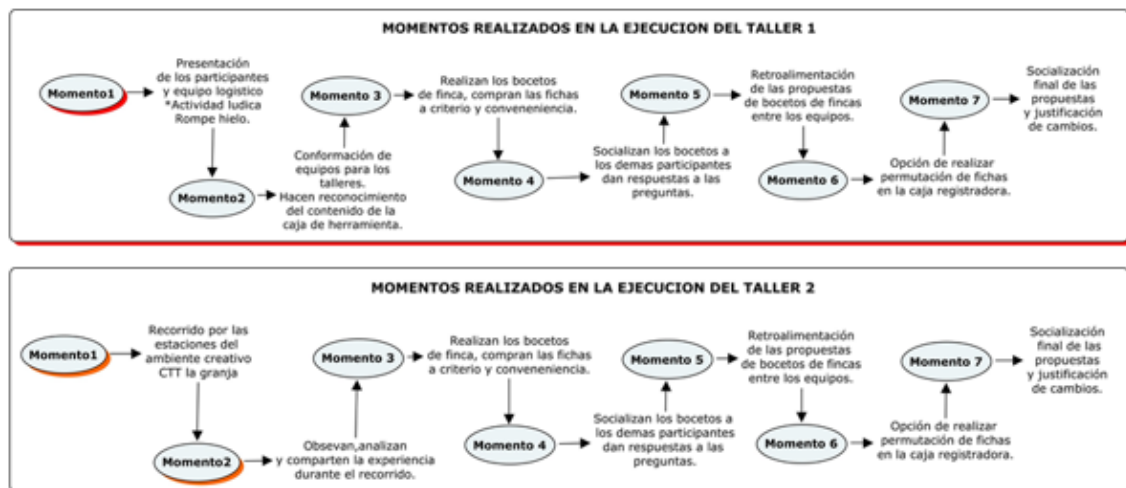 MOMENTOS REALIZADOS EN LA EJECUCION DEL TALLER 1
Momento1
Presentación
de los participantes
y equipo logistico
*Actividad ludica
Rompe hielo.
Momento2
Conformación de
equipos para los
talleres.
Hacen reconocimiento
del contenido de la
caja de herramienta.
Momento 3
Realizan los bocetos
de finca, compran las fichas
a criterio y conveneniencia.
Momento 4
Socializan los bocetos a
los demas participantes
dan respuestas a las
preguntas.
Momento 5
Retroalimentación
de las propuestas
de bocetos de fincas
entre los equipos.
Momento 6
Opción de realizar
permutación de fichas
en la caja registradora.
Momento 7
Socialización
final de las
propuestas
y justificación
de cambios.
MOMENTOS REALIZADOS EN LA EJECUCION DEL TALLER 2
Momento1
Recorrido por las
estaciones del
ambiente creativo
CTT la granja
Momento2
Obsevan,analizan
y comparten la experiencia
durante el recorrido.
Momento 3
Realizan los bocetos
de finca, compran las fichas
a criterio y conveneniencia.
Momento 4
Socializan los bocetos a
los demas participantes
dan respuestas a las
preguntas.
Momento 5
Retroalimentación
de las propuestas
de bocetos de fincas
entre los equipos.
Momento 6
Opción de realizar
permutación de fichas
en la caja registradora.
Momento 7
Socialización
final de las
propuestas
y justificación
de cambios.